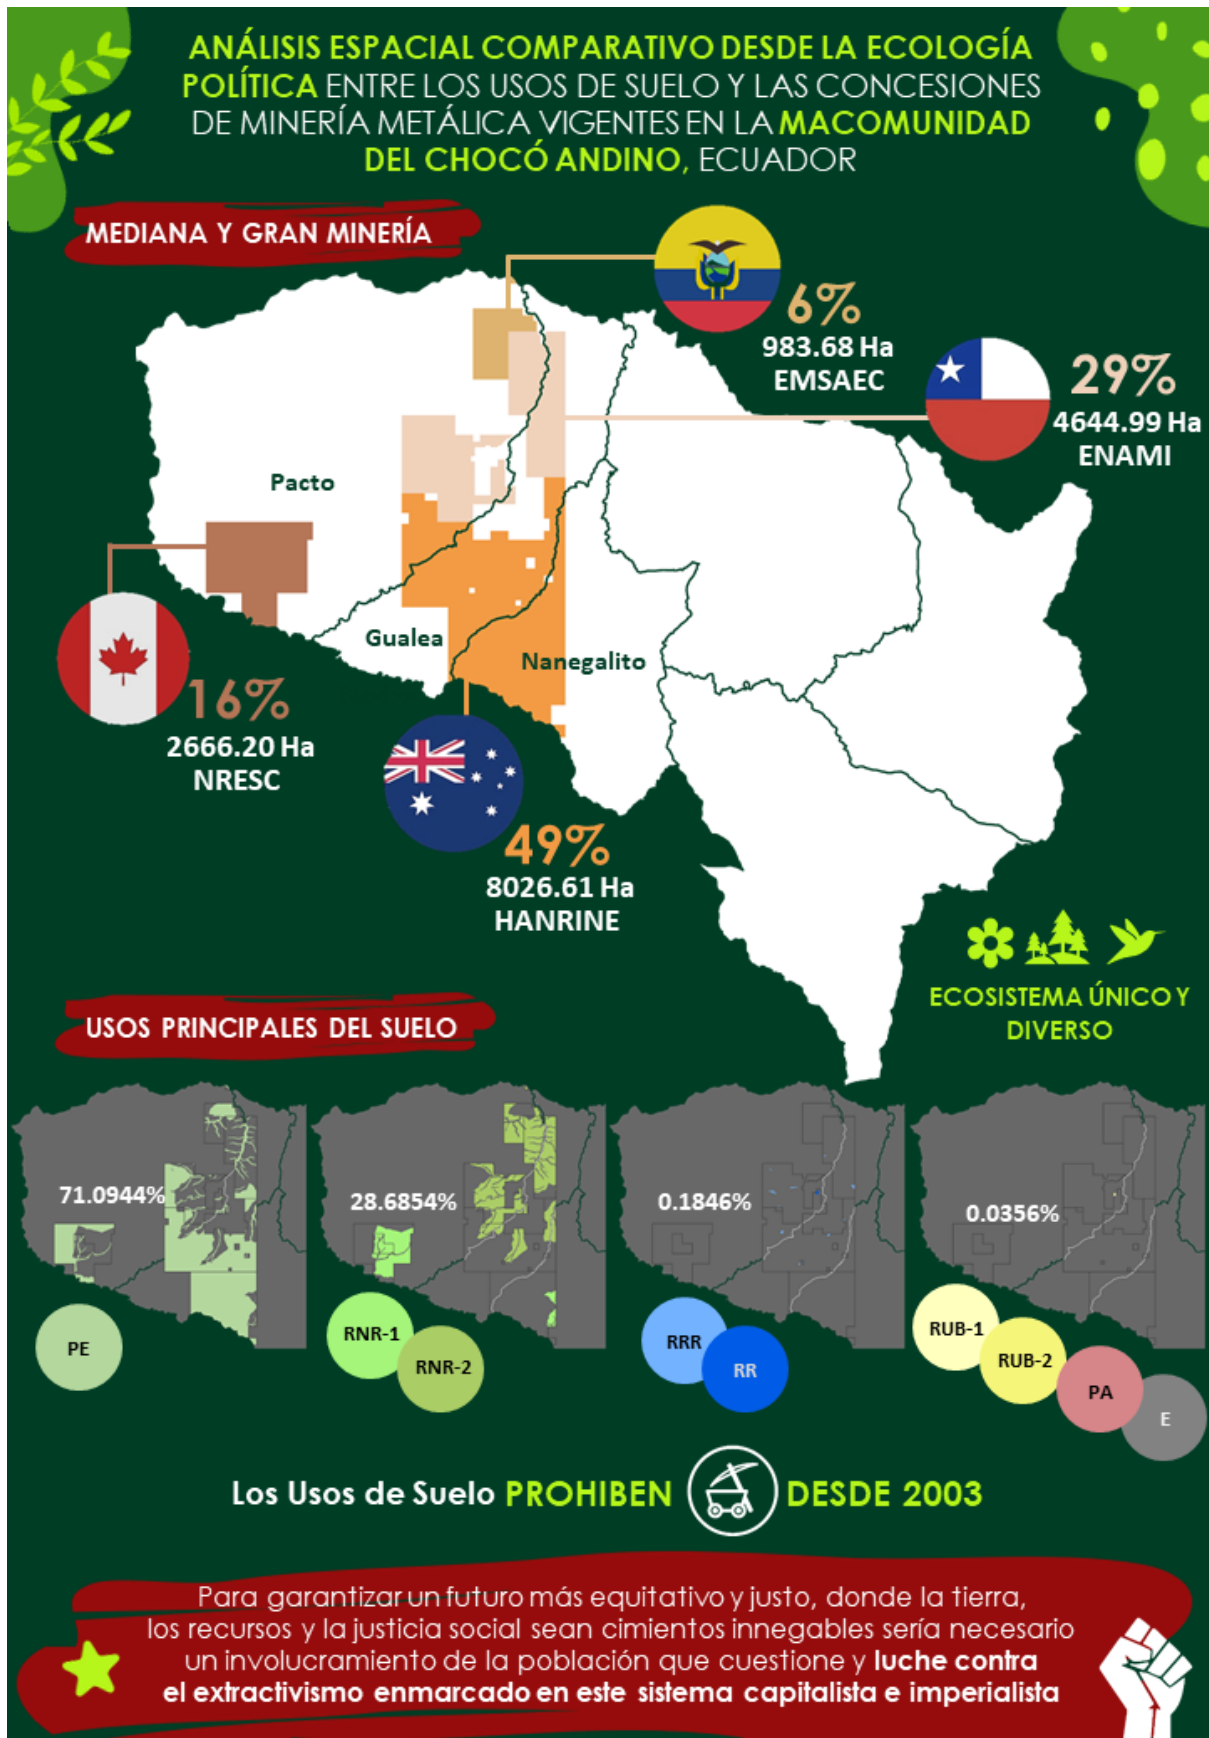 ANÁLISIS ESPACIAL COMPARATIVO DESDE LA ECOLOGÍA
POLÍTICA ENTRE LOS USOS DE SUELO Y LAS CONCESIONES
DE MINERÍA METÁLICA VIGENTES EN LA MACOMUNIDAD
DEL CHOCÓ ANDINO, ECUADOR
MEDIANA Y GRAN MINERÍA
6%
983.68 Ha
EMSAEC
29%
4644.99 Ha
ENAMI
Pacto
Gualea
Nanegalito
16%
2666.20 Ha
NRESC
49%
8026.61 Ha
HANRINE
ECOSISTEMA ÚNICO Y
DIVERSO
USOS PRINCIPALES DEL SUELO
71.0944%
28.6854%
0.1846%
0.0356%
PE
RNR-1
RNR-2
RRR
RR
RUB-1
RUB-2
PA
E
Los Usos de Suelo PROHIBEN DESDE 2003
Para garantizar un futuro más equitativo y justo, donde la tierra,
los recursos y la justicia social sean cimientos innegables sería necesario
un involucramiento de la población que cuestione y luche contra
el extractivismo enmarcado en este sistema capitalista e imperialista